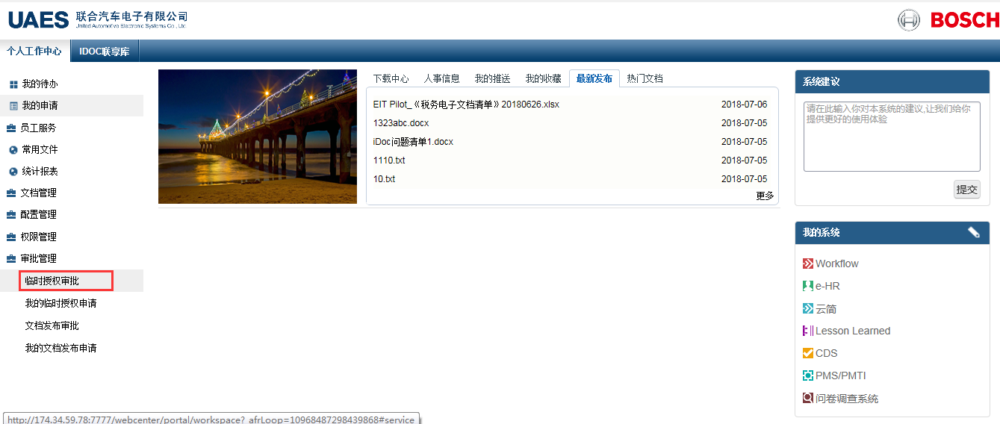 UAES 联合汽车电子有限公司
United Automotive Electronic Systems Co., Ltd.
BOSCH
个人工作中心
IDOC联享库
我的待办
我的申请
员工服务
常用文件
统计报表
文档管理
配置管理
权限管理
审批管理
临时授权审批
我的临时授权申请
文档发布审批
我的文档发布申请
下载中心 人事信息 我的推送 我的收藏 最新发布 热门文档
EIT Pilot_《税务电子文档清单》20180626.xlsx 2018-07-06
1323abc.docx 2018-07-05
iDoc问题清单1.docx 2018-07-05
1110.txt 2018-07-05
10.txt 2018-07-05
更多
系统建议
请在此输入你对本系统的建议,让我们给你
提供更好的使用体验
提交
我的系统
Workflow
e-HR
云简
Lesson Learned
CDS
PMS/PMTI
问卷调查系统
http://174.34.59.78:7777/webcenter/portal/workspace?_afrLoop=10968487298439868#service